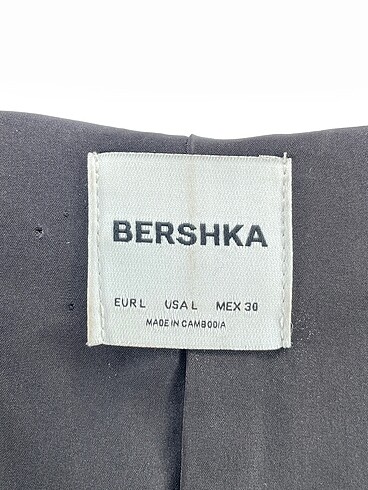 BERSHKA
EUR L USA L MEX 30
MADE IN CAMBODIA